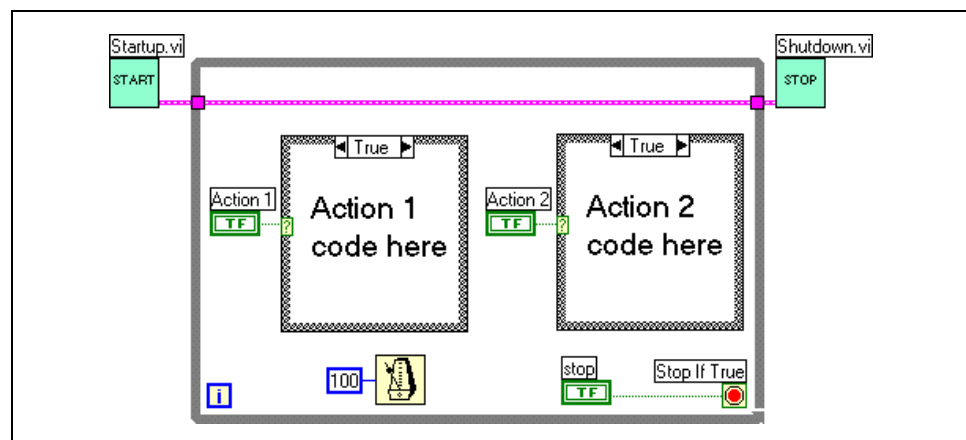 Startup.vi
Shutdown.vi
START
STOP
True
True
Action 1
Action 2
TF
TF
?
?
Action 1
code here
Action 2
code here
100
stop
Stop If True
TF
i